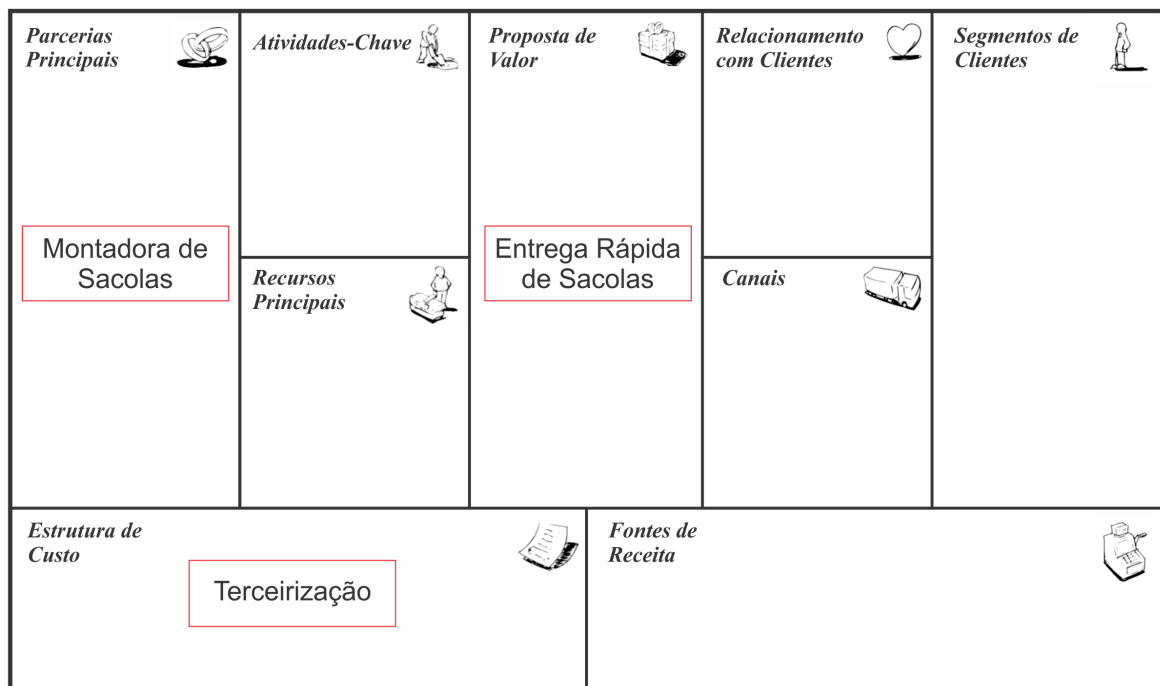 Parcerias
Principais
Montadora de
Sacolas
Atividades-Chave
Recursos
Principais
Proposta de
Valor
Entrega Rápida
de Sacolas
Relacionamento
com Clientes
Canais
Segmentos de
Clientes
Estrutura de
Custo
Terceirização
Fontes de
Receita